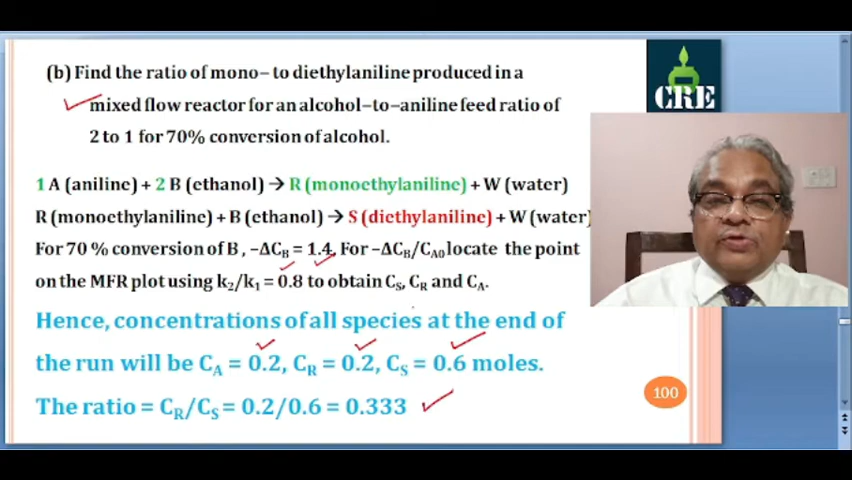 (b) Find the ratio of mono– to diethylaniline produced in a
mixed flow reactor for an alcohol–to–aniline feed ratio of
2 to 1 for 70% conversion of alcohol.
CRE
1 A (aniline) + 2 B (ethanol) → R (monoethylaniline) + W (water)
R (monoethylaniline) + B (ethanol) → S (diethylaniline) + W (water)
For 70 % conversion of B , –ΔC_B = 1.4. For –ΔC_B/C_A0 locate the point
on the MFR plot using k₂/k₁ = 0.8 to obtain C_S, C_R and C_A.
Hence, concentrations of all species at the end of
the run will be C_A = 0.2, C_R = 0.2, C_S = 0.6 moles.
The ratio = C_R/C_S = 0.2/0.6 = 0.333
100